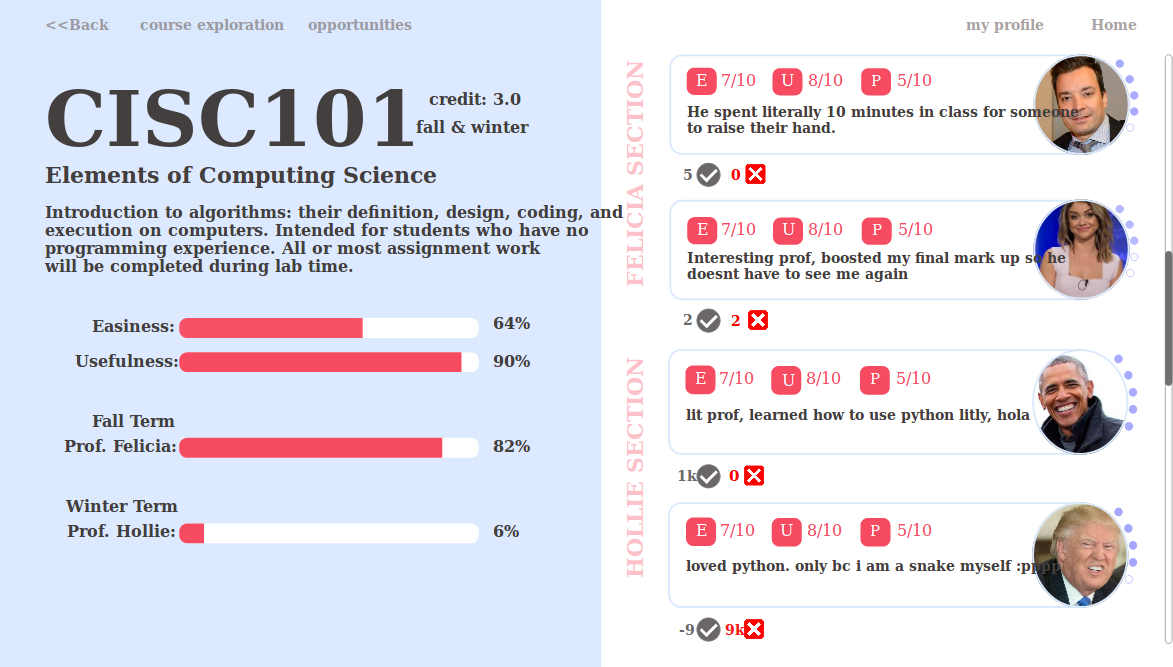 <<Back course exploration opportunities
my profile Home
CISC101
credit: 3.0
fall & winter
Elements of Computing Science
Introduction to algorithms: their definition, design, coding, and
execution on computers. Intended for students who have no
programming experience. All or most assignment work
will be completed during lab time.
Easiness: 64%
Usefulness: 90%
Fall Term
Prof. Felicia: 82%
Winter Term
Prof. Hollie: 6%
FELICIA SECTION
E 7/10 U 8/10 P 5/10
He spent literally 10 minutes in class for someone
to raise their hand.
5 0
E 7/10 U 8/10 P 5/10
Interesting prof, boosted my final mark up so he
doesnt have to see me again
2 2
HOLLIE SECTION
E 7/10 U 8/10 P 5/10
lit prof, learned how to use python litly, hola
1k 0
E 7/10 U 8/10 P 5/10
loved python. only bc i am a snake myself :pppp
-9 9k